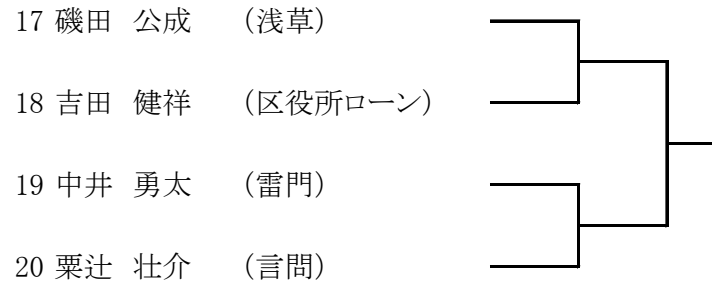 17 磯田 公成 （浅草）
18 吉田 健祥 （区役所ローン）
19 中井 勇太 （雷門）
20 粟辻 壮介 （言問）